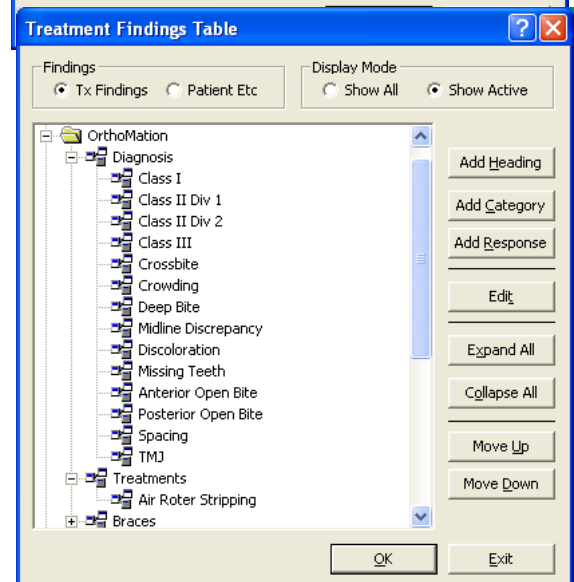 Treatment Findings Table
Findings
Tx Findings Patient Etc
Display Mode
Show All Show Active
OrthoMation
Diagnosis
Class I
Class II Div 1
Class II Div 2
Class III
Crossbite
Crowding
Deep Bite
Midline Discrepancy
Discoloration
Missing Teeth
Anterior Open Bite
Posterior Open Bite
Spacing
TMJ
Treatments
Air Roter Stripping
Braces
Add Heading
Add Category
Add Response
Edit
Expand All
Collapse All
Move Up
Move Down
OK Exit